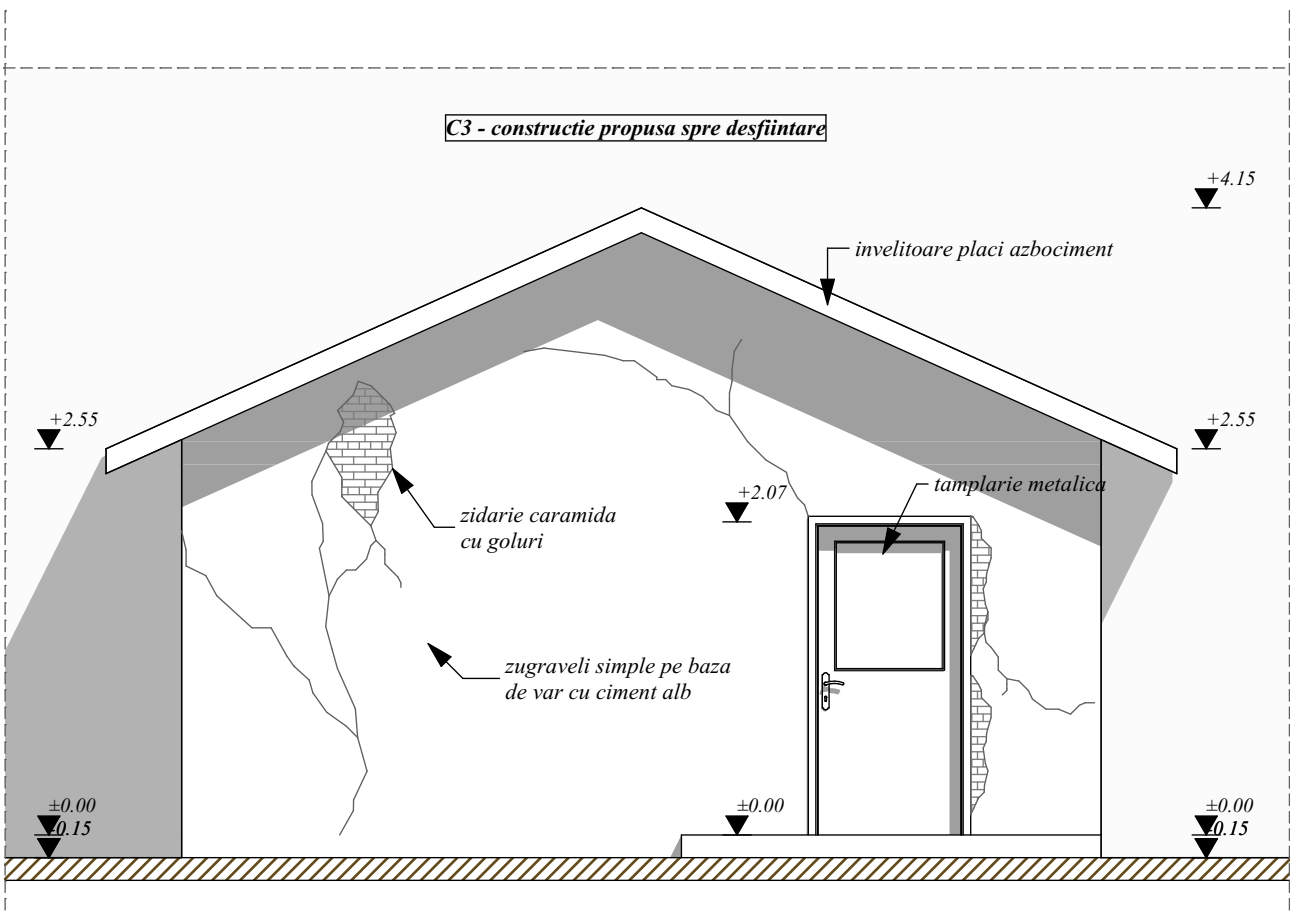 C3 - constructie propusa spre desfiintare
+4.15
invelitoare placi azbociment
+2.55
+2.55
+2.07
tamplarie metalica
zidarie caramida
cu goluri
zugraveli simple pe baza
de var cu ciment alb
±0.00
-0.15
±0.00
±0.00
-0.15